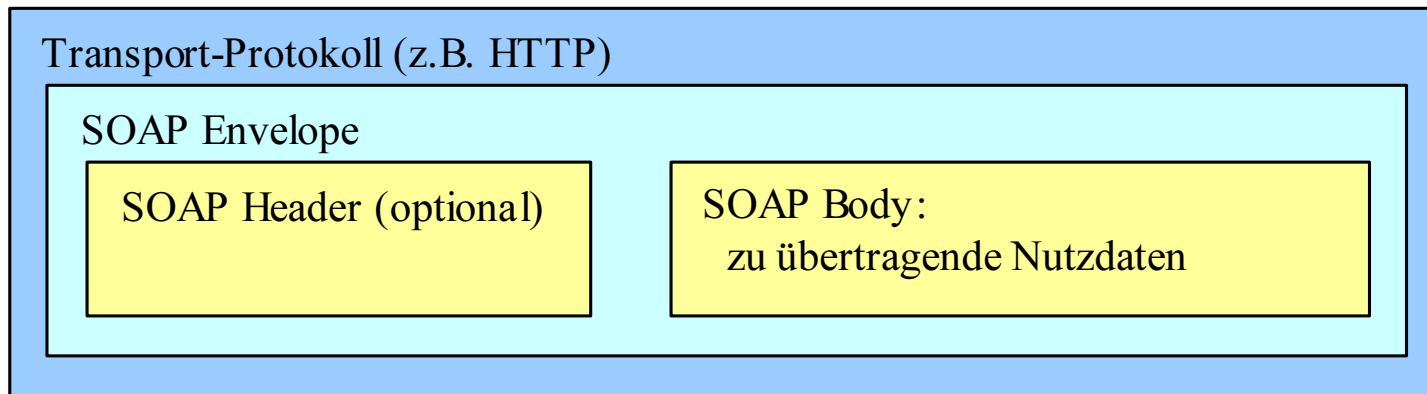 Transport-Protokoll (z.B. HTTP)
SOAP Envelope
SOAP Header (optional)
SOAP Body:
zu übertragende Nutzdaten